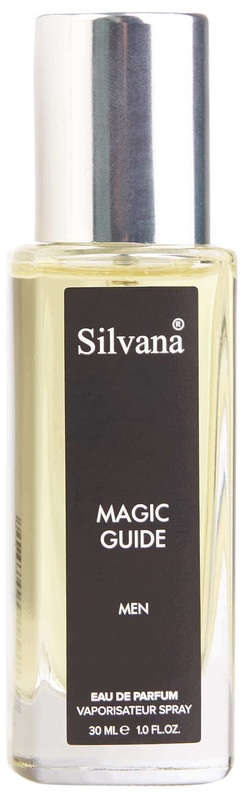 Silvana®
MAGIC
GUIDE
MEN
EAU DE PARFUM
VAPORISATEUR SPRAY
30 ML ℮ 1.0 FL.OZ.